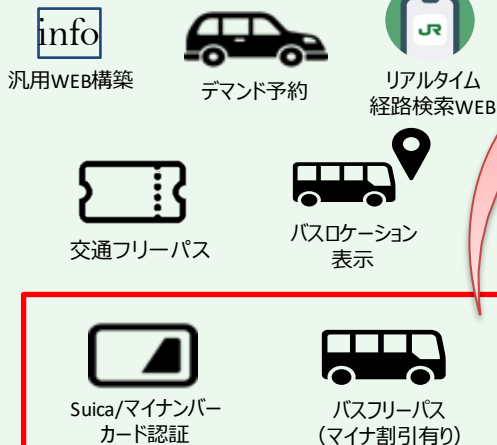 info
汎用WEB構築
デマンド予約
JR
リアルタイム
経路検索WEB
交通フリーパス
バスロケーション
表示
Suica/マイナンバー
カード認証
バスフリーパス
（マイナ割引有り）